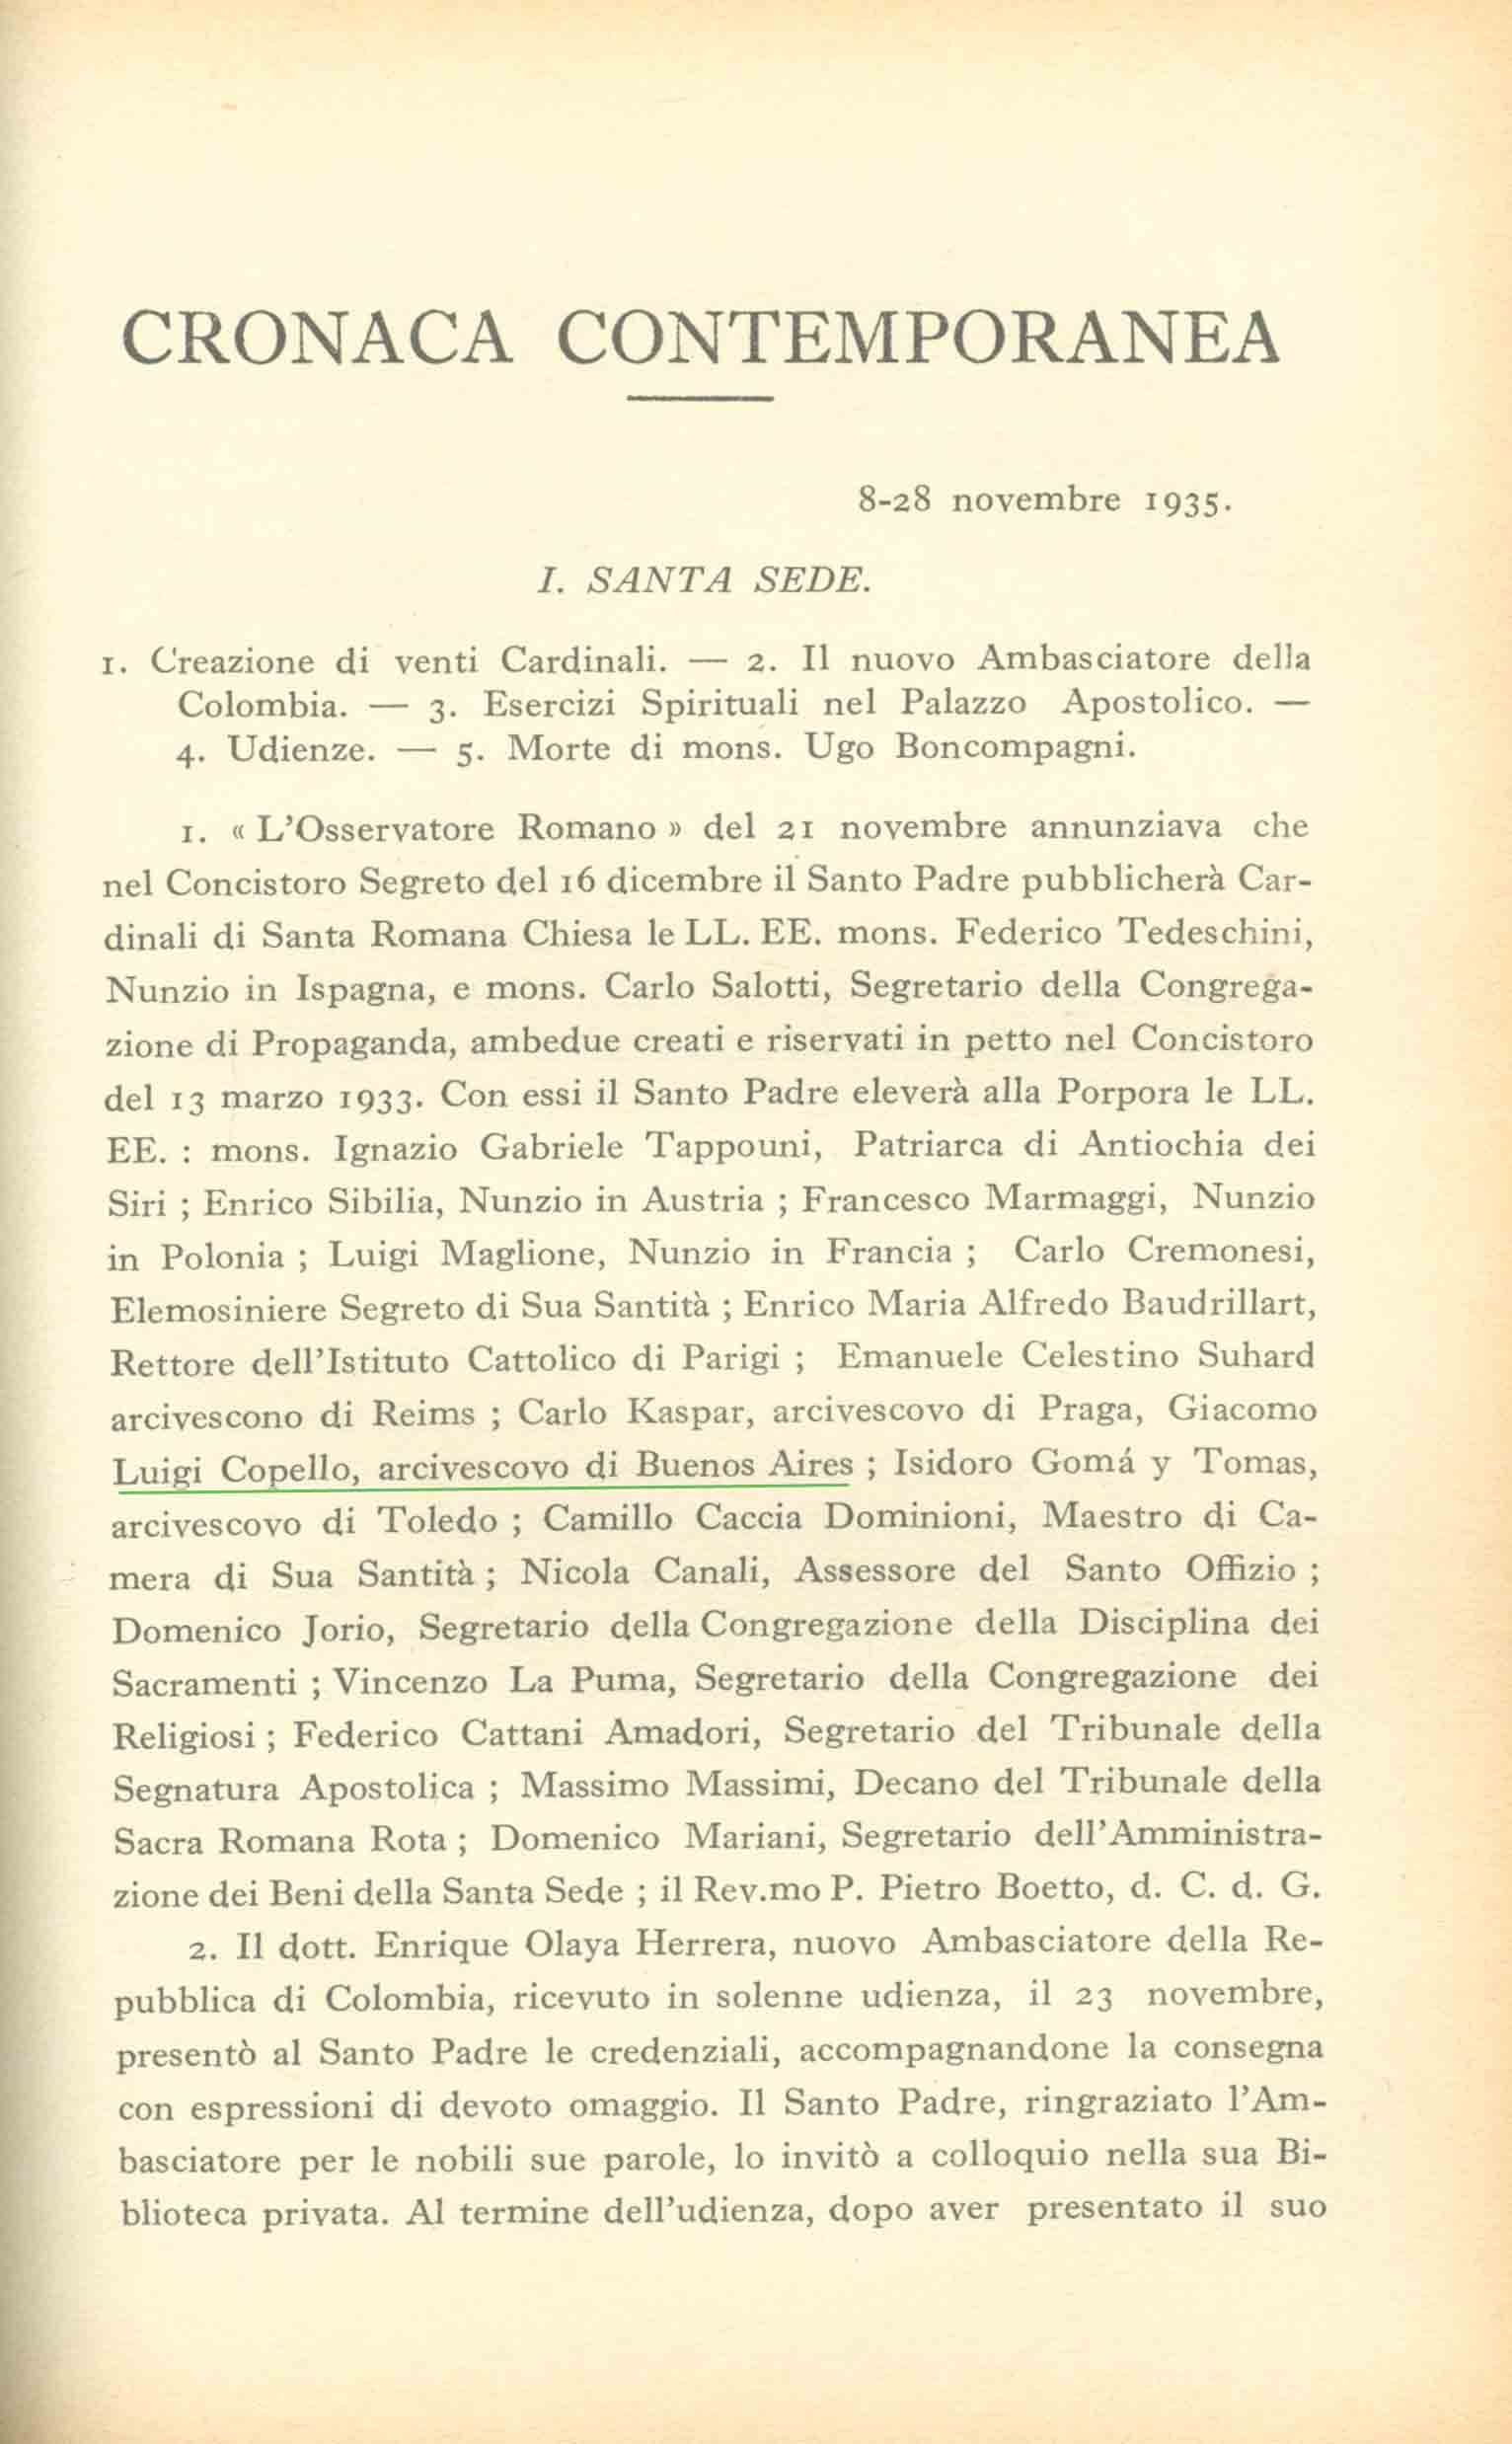 CRONACA CONTEMPORANEA
8-28 novembre 1935.
I. SANTA SEDE.
1. Creazione di venti Cardinali. — 2. Il nuovo Ambasciatore della
Colombia. — 3. Esercizi Spirituali nel Palazzo Apostolico. —
4. Udienze. — 5. Morte di mons. Ugo Boncompagni.
1. « L'Osservatore Romano » del 21 novembre annunziava che
nel Concistoro Segreto del 16 dicembre il Santo Padre pubblicherà Car-
dinali di Santa Romana Chiesa le LL. EE. mons. Federico Tedeschini,
Nunzio in Ispagna, e mons. Carlo Salotti, Segretario della Congrega-
zione di Propaganda, ambedue creati e riservati in petto nel Concistoro
del 13 marzo 1933. Con essi il Santo Padre eleverà alla Porpora le LL.
EE. : mons. Ignazio Gabriele Tappouni, Patriarca di Antiochia dei
Siri ; Enrico Sibilia, Nunzio in Austria ; Francesco Marmaggi, Nunzio
in Polonia ; Luigi Maglione, Nunzio in Francia ; Carlo Cremonesi,
Elemosiniere Segreto di Sua Santità ; Enrico Maria Alfredo Baudrillart,
Rettore dell'Istituto Cattolico di Parigi ; Emanuele Celestino Suhard
arcivescono di Reims ; Carlo Kaspar, arcivescovo di Praga, Giacomo
Luigi Copello, arcivescovo di Buenos Aires ; Isidoro Gomá y Tomas,
arcivescovo di Toledo ; Camillo Caccia Dominioni, Maestro di Ca-
mera di Sua Santità ; Nicola Canali, Assessore del Santo Offizio ;
Domenico Jorio, Segretario della Congregazione della Disciplina dei
Sacramenti ; Vincenzo La Puma, Segretario della Congregazione dei
Religiosi ; Federico Cattani Amadori, Segretario del Tribunale della
Segnatura Apostolica ; Massimo Massimi, Decano del Tribunale della
Sacra Romana Rota ; Domenico Mariani, Segretario dell'Amministra-
zione dei Beni della Santa Sede ; il Rev.mo P. Pietro Boetto, d. C. d. G.
2. Il dott. Enrique Olaya Herrera, nuovo Ambasciatore della Re-
pubblica di Colombia, ricevuto in solenne udienza, il 23 novembre,
presentò al Santo Padre le credenziali, accompagnandone la consegna
con espressioni di devoto omaggio. Il Santo Padre, ringraziato l'Am-
basciatore per le nobili sue parole, lo invitò a colloquio nella sua Bi-
blioteca privata. Al termine dell'udienza, dopo aver presentato il suo